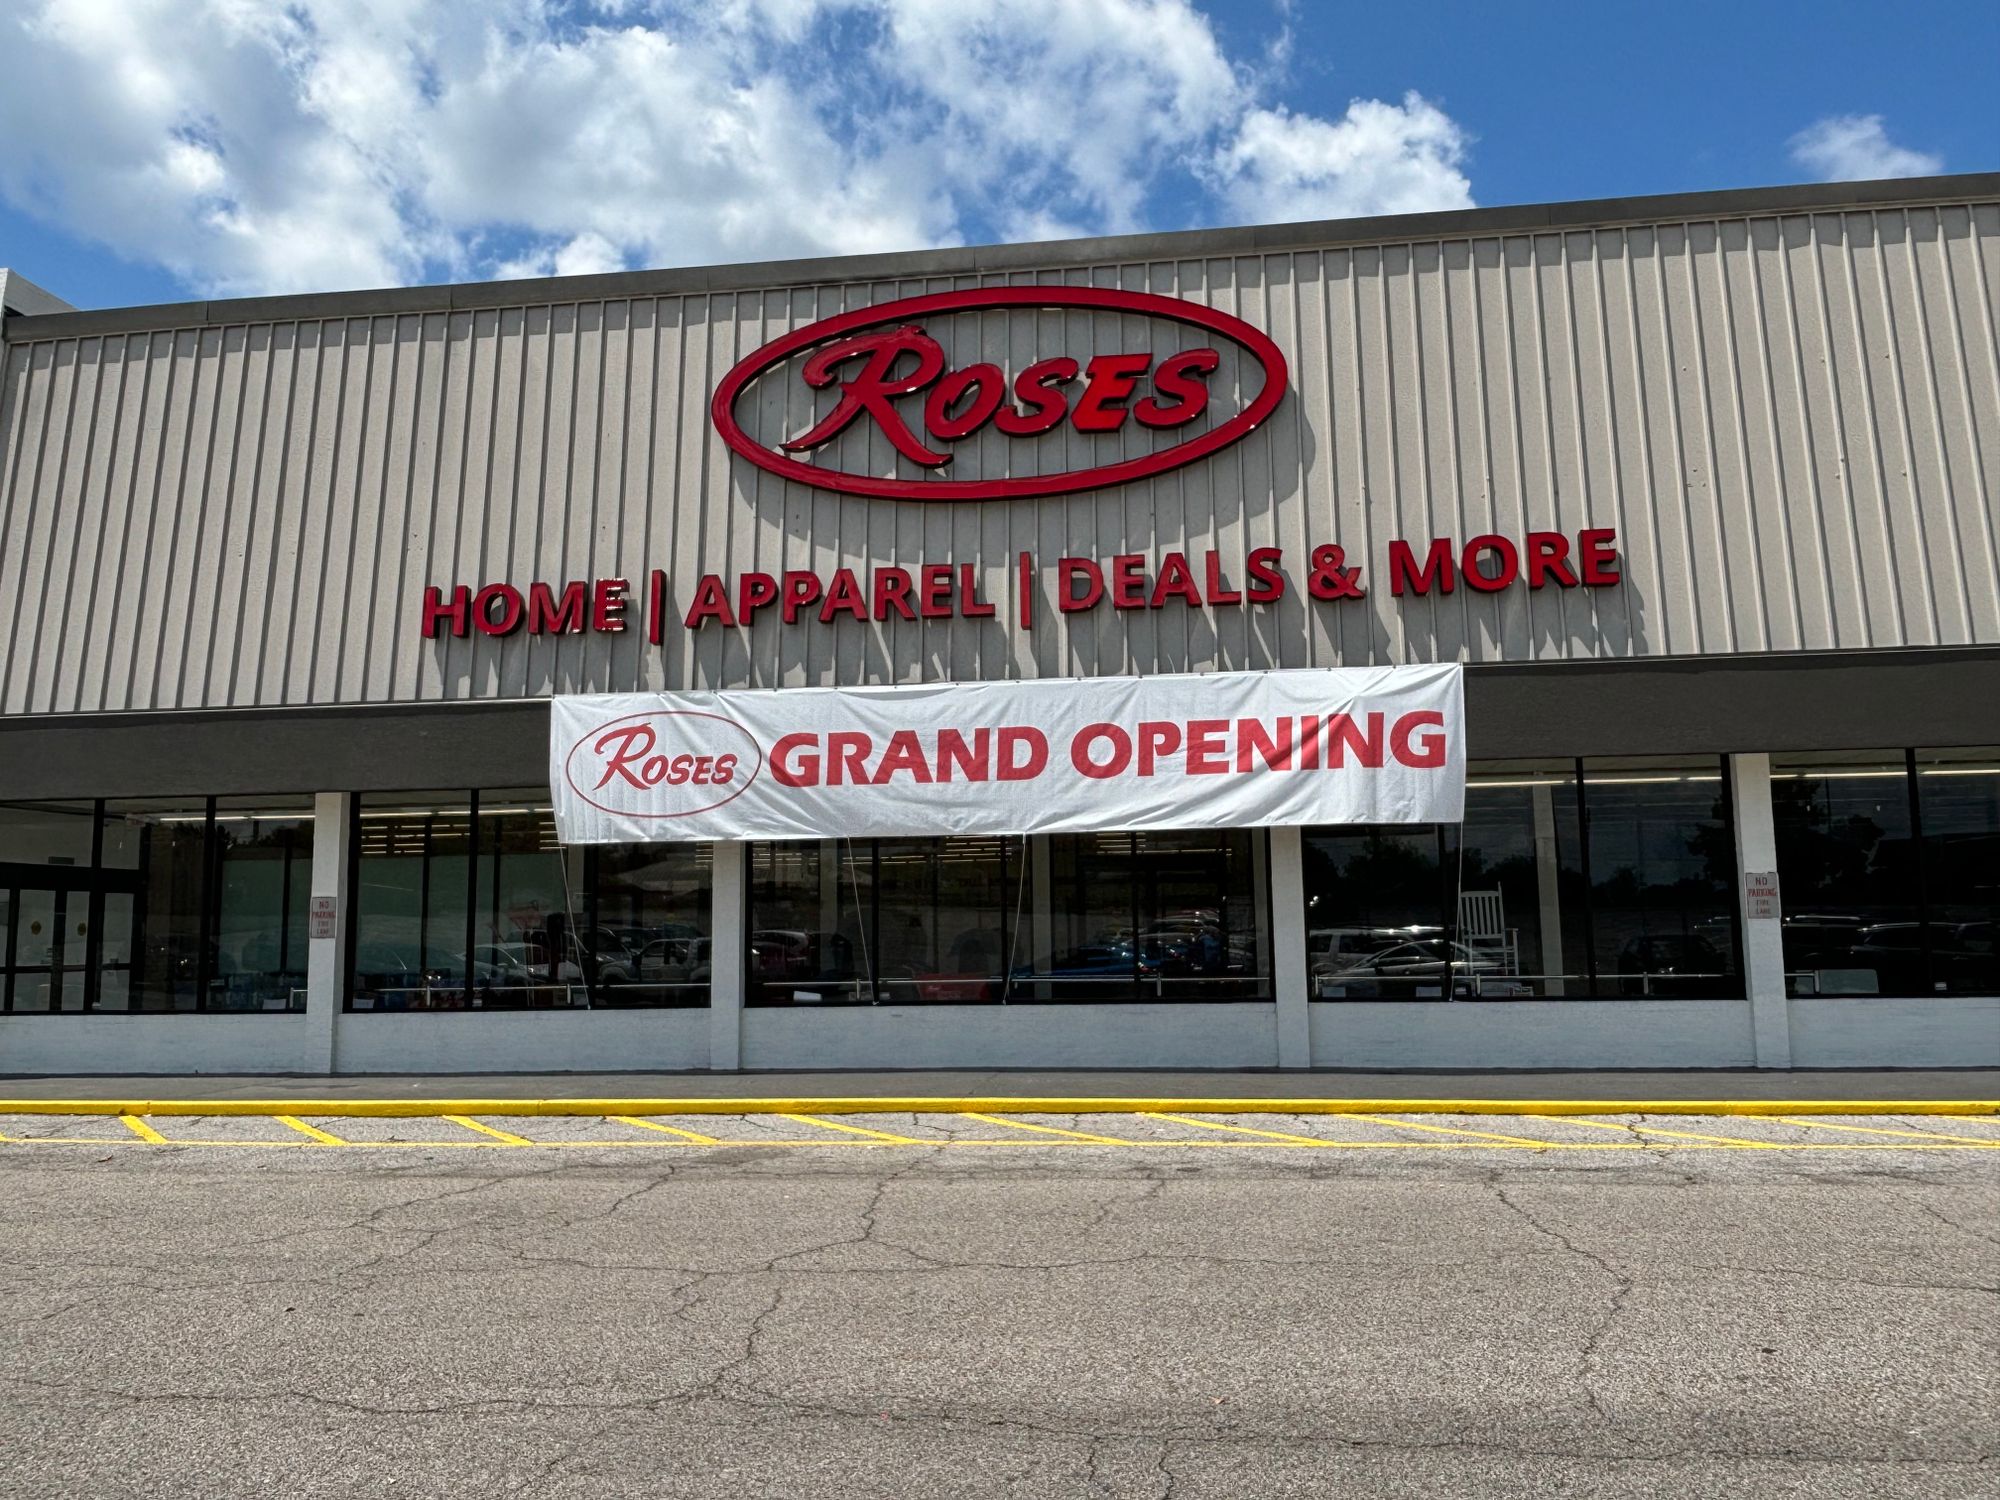 ROSES
HOME | APPAREL | DEALS & MORE
ROSES GRAND OPENING
NO
PARKING
FIRE
LANE
NO
PARKING
FIRE
LANE